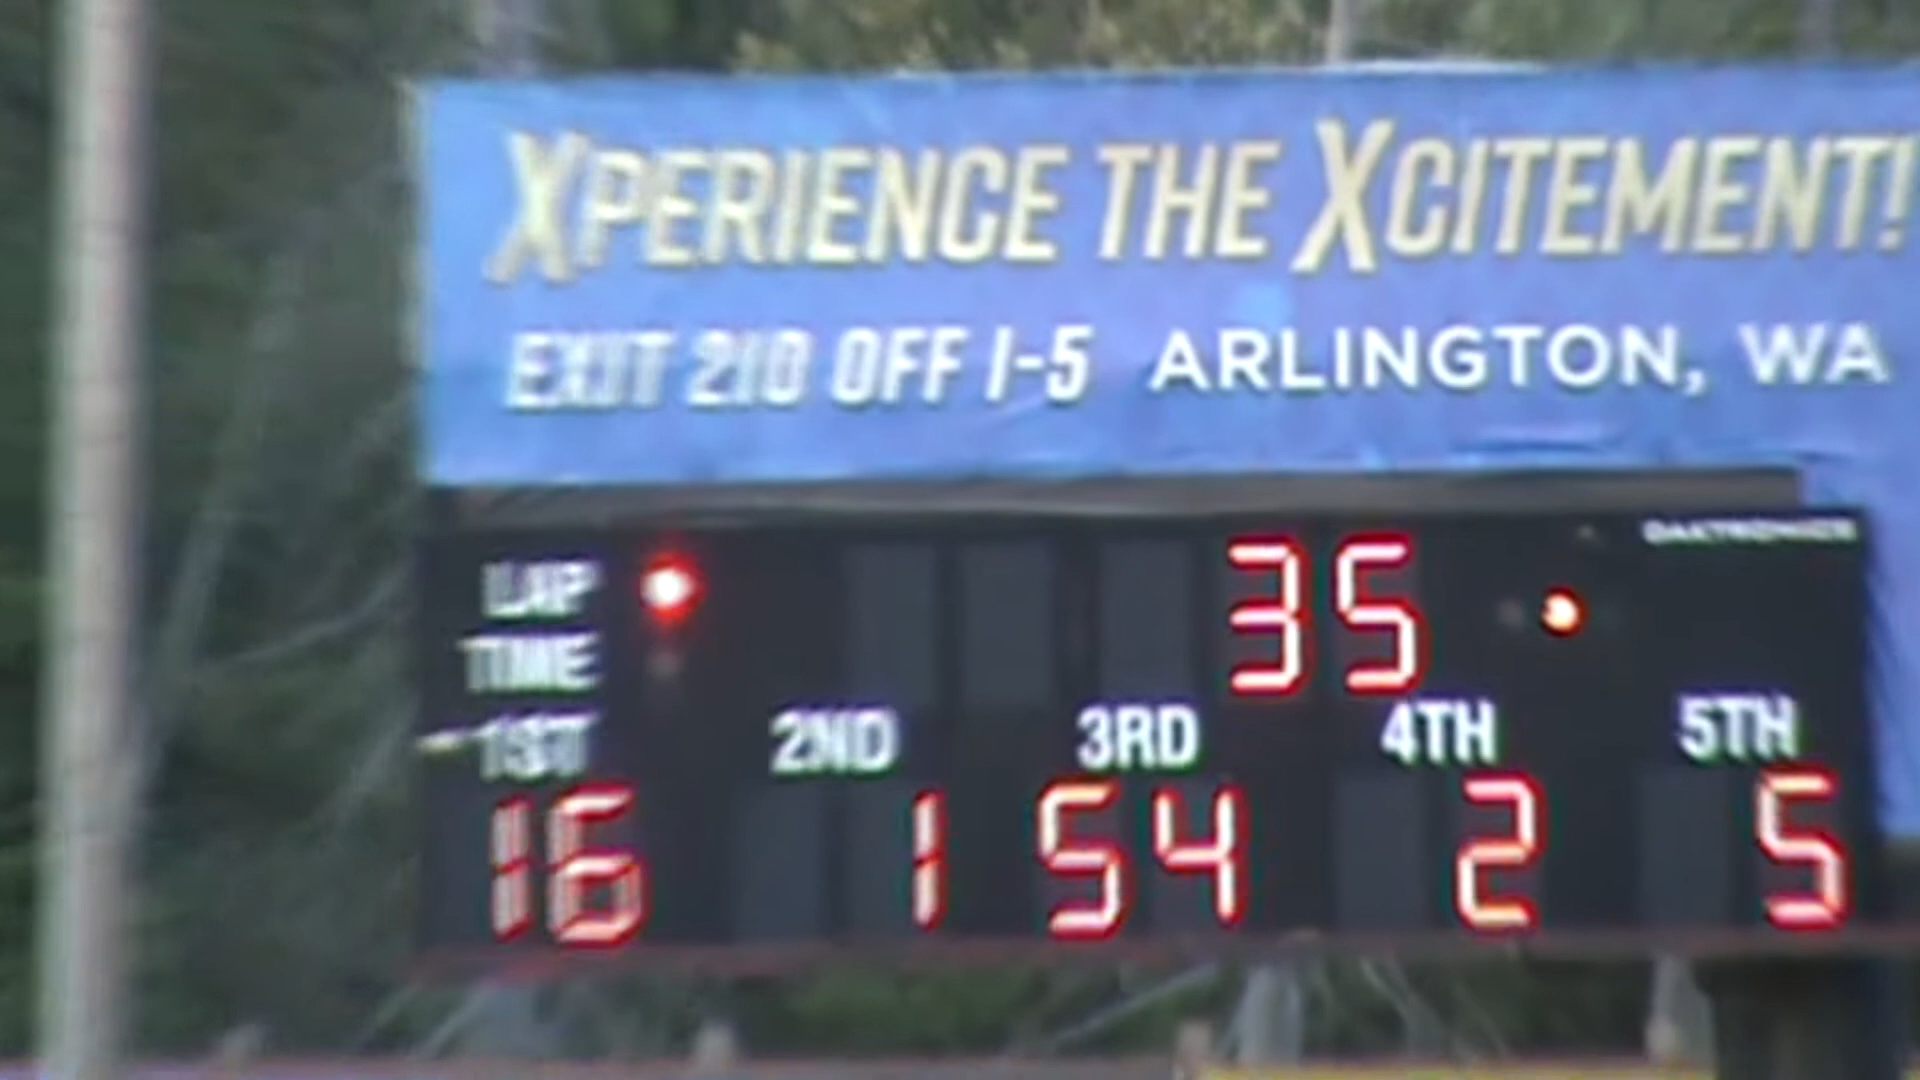 XPERIENCE THE XCITEMENT!
EXIT 210 OFF I-5 ARLINGTON, WA
DAKTRONICS
LAP 35
TIME
1ST 2ND 3RD 4TH 5TH
16 1 54 2 5